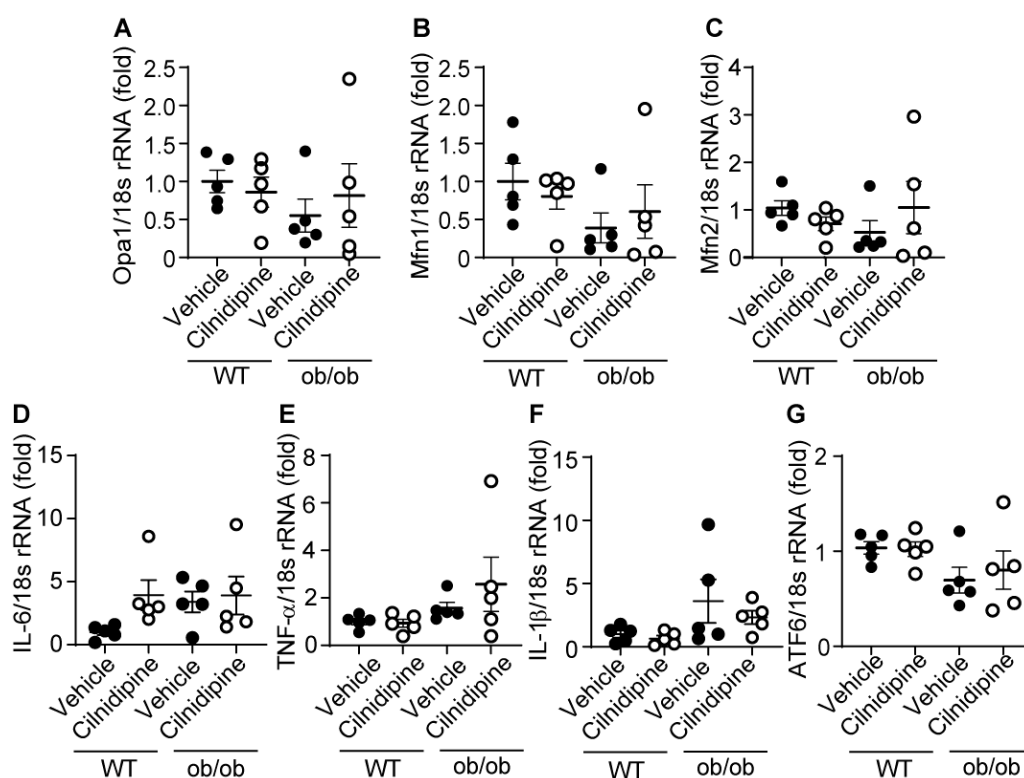 A
Opa1/18s rRNA (fold)
2.5
2.0
1.5
1.0
0.5
0
Vehicle
Cilnidipine
Vehicle
Cilnidipine
WT
ob/ob
B
Mfn1/18s rRNA (fold)
2.5
2.0
1.5
1.0
0.5
0
Vehicle
Cilnidipine
Vehicle
Cilnidipine
WT
ob/ob
C
Mfn2/18s rRNA (fold)
4
3
2
1
0
Vehicle
Cilnidipine
Vehicle
Cilnidipine
WT
ob/ob
D
IL-6/18s rRNA (fold)
15
10
5
0
Vehicle
Cilnidipine
Vehicle
Cilnidipine
WT
ob/ob
E
TNF-α/18s rRNA (fold)
8
6
4
2
0
Vehicle
Cilnidipine
Vehicle
Cilnidipine
WT
ob/ob
F
IL-1β/18s rRNA (fold)
15
10
5
0
Vehicle
Cilnidipine
Vehicle
Cilnidipine
WT
ob/ob
G
ATF6/18s rRNA (fold)
2
1
0
Vehicle
Cilnidipine
Vehicle
Cilnidipine
WT
ob/ob